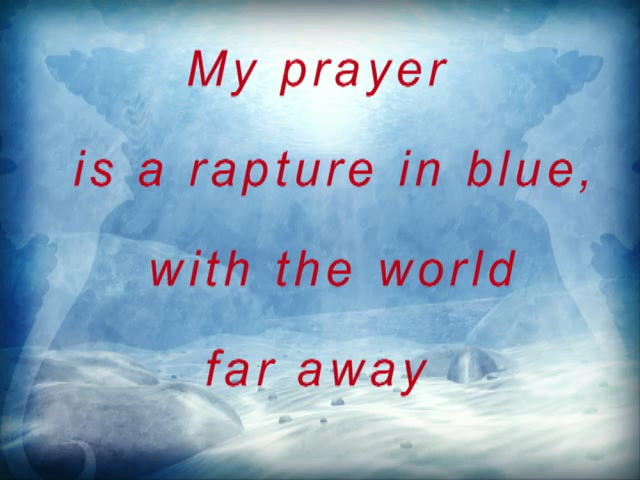 My prayer
is a rapture in blue,
with the world
far away